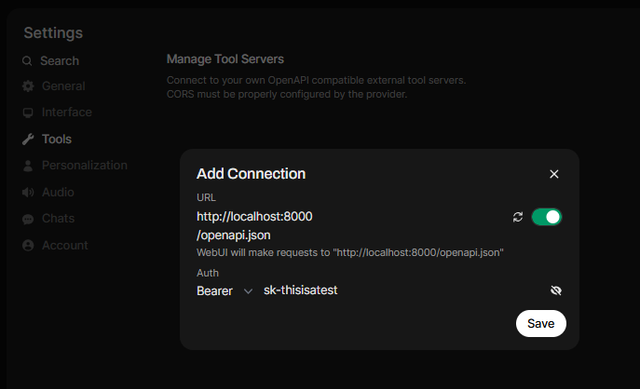 Settings
Search
General
Interface
Tools
Personalization
Audio
Chats
Account
Manage Tool Servers
Connect to your own OpenAPI compatible external tool servers.
CORS must be properly configured by the provider.
Add Connection
URL
http://localhost:8000
/openapi.json
WebUI will make requests to "http://localhost:8000/openapi.json"
Auth
Bearer sk-thisisatest
Save